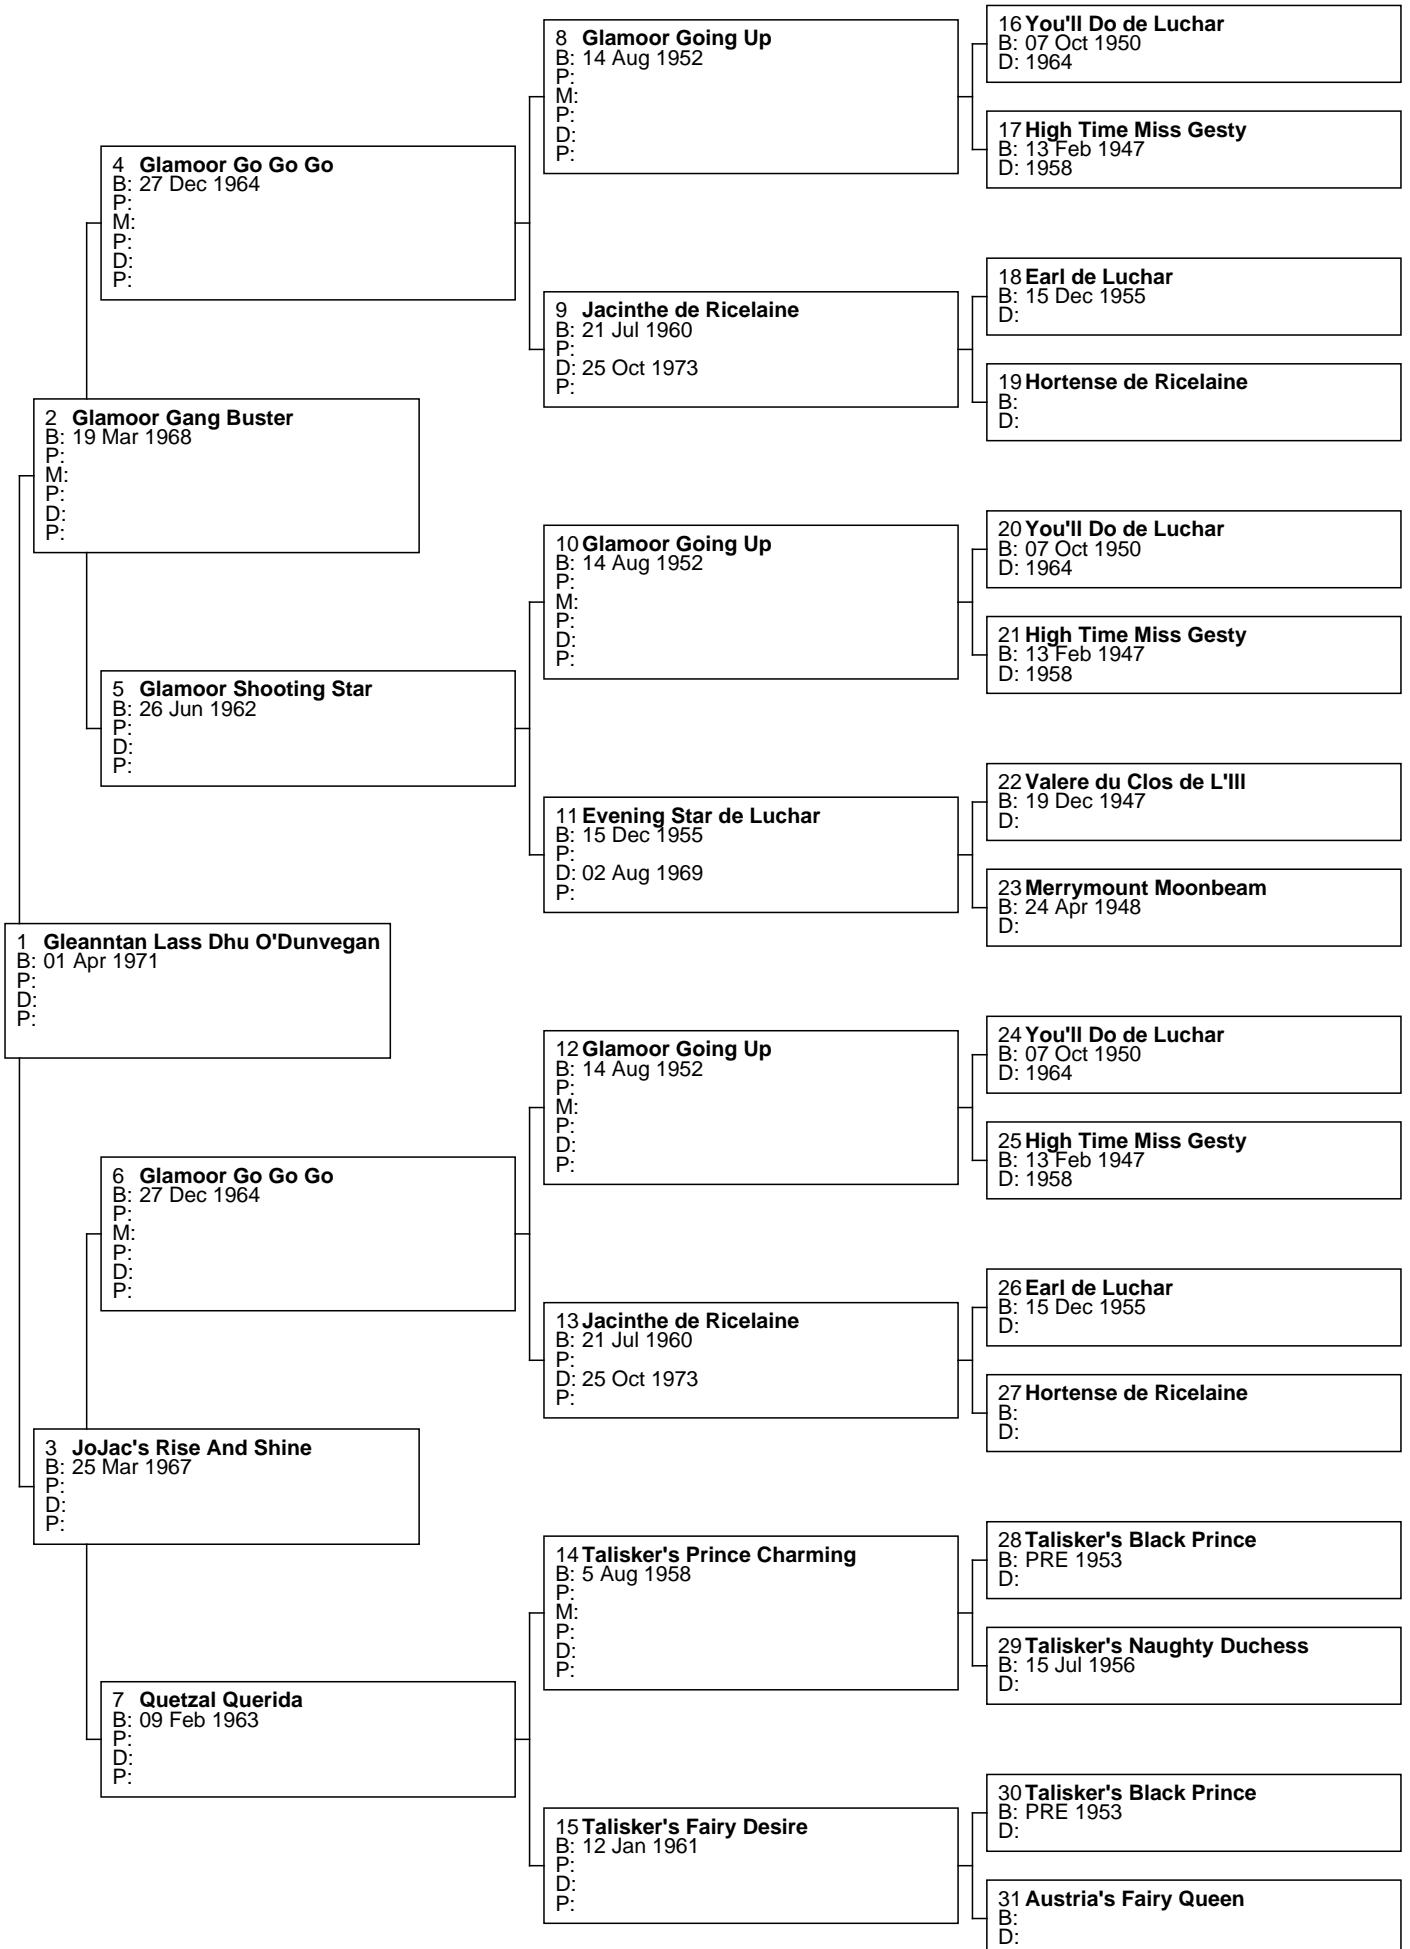 1 Gleanntan Lass Dhu O'Dunvegan
B: 01 Apr 1971
P:
D:
P:
2 Glamoor Gang Buster
B: 19 Mar 1968
P:
M:
P:
D:
P:
3 JoJac's Rise And Shine
B: 25 Mar 1967
P:
D:
P:
4 Glamoor Go Go Go
B: 27 Dec 1964
P:
M:
P:
D:
P:
5 Glamoor Shooting Star
B: 26 Jun 1962
P:
D:
P:
6 Glamoor Go Go Go
B: 27 Dec 1964
P:
M:
P:
D:
P:
7 Quetzal Querida
B: 09 Feb 1963
P:
D:
P:
8 Glamoor Going Up
B: 14 Aug 1952
P:
M:
P:
D:
P:
9 Jacinthe de Ricelaine
B: 21 Jul 1960
P:
D: 25 Oct 1973
P:
10 Glamoor Going Up
B: 14 Aug 1952
P:
M:
P:
D:
P:
11 Evening Star de Luchar
B: 15 Dec 1955
P:
D: 02 Aug 1969
P:
12 Glamoor Going Up
B: 14 Aug 1952
P:
M:
P:
D:
P:
13 Jacinthe de Ricelaine
B: 21 Jul 1960
P:
D: 25 Oct 1973
P:
14 Talisker's Prince Charming
B: 5 Aug 1958
P:
M:
P:
D:
P:
15 Talisker's Fairy Desire
B: 12 Jan 1961
P:
D:
P:
16 You'll Do de Luchar
B: 07 Oct 1950
D: 1964
17 High Time Miss Gesty
B: 13 Feb 1947
D: 1958
18 Earl de Luchar
B: 15 Dec 1955
D:
19 Hortense de Ricelaine
B:
D:
20 You'll Do de Luchar
B: 07 Oct 1950
D: 1964
21 High Time Miss Gesty
B: 13 Feb 1947
D: 1958
22 Valere du Clos de L'Ill
B: 19 Dec 1947
D:
23 Merrymount Moonbeam
B: 24 Apr 1948
D:
24 You'll Do de Luchar
B: 07 Oct 1950
D: 1964
25 High Time Miss Gesty
B: 13 Feb 1947
D: 1958
26 Earl de Luchar
B: 15 Dec 1955
D:
27 Hortense de Ricelaine
B:
D:
28 Talisker's Black Prince
B: PRE 1953
D:
29 Talisker's Naughty Duchess
B: 15 Jul 1956
D:
30 Talisker's Black Prince
B: PRE 1953
D:
31 Austria's Fairy Queen
B:
D: